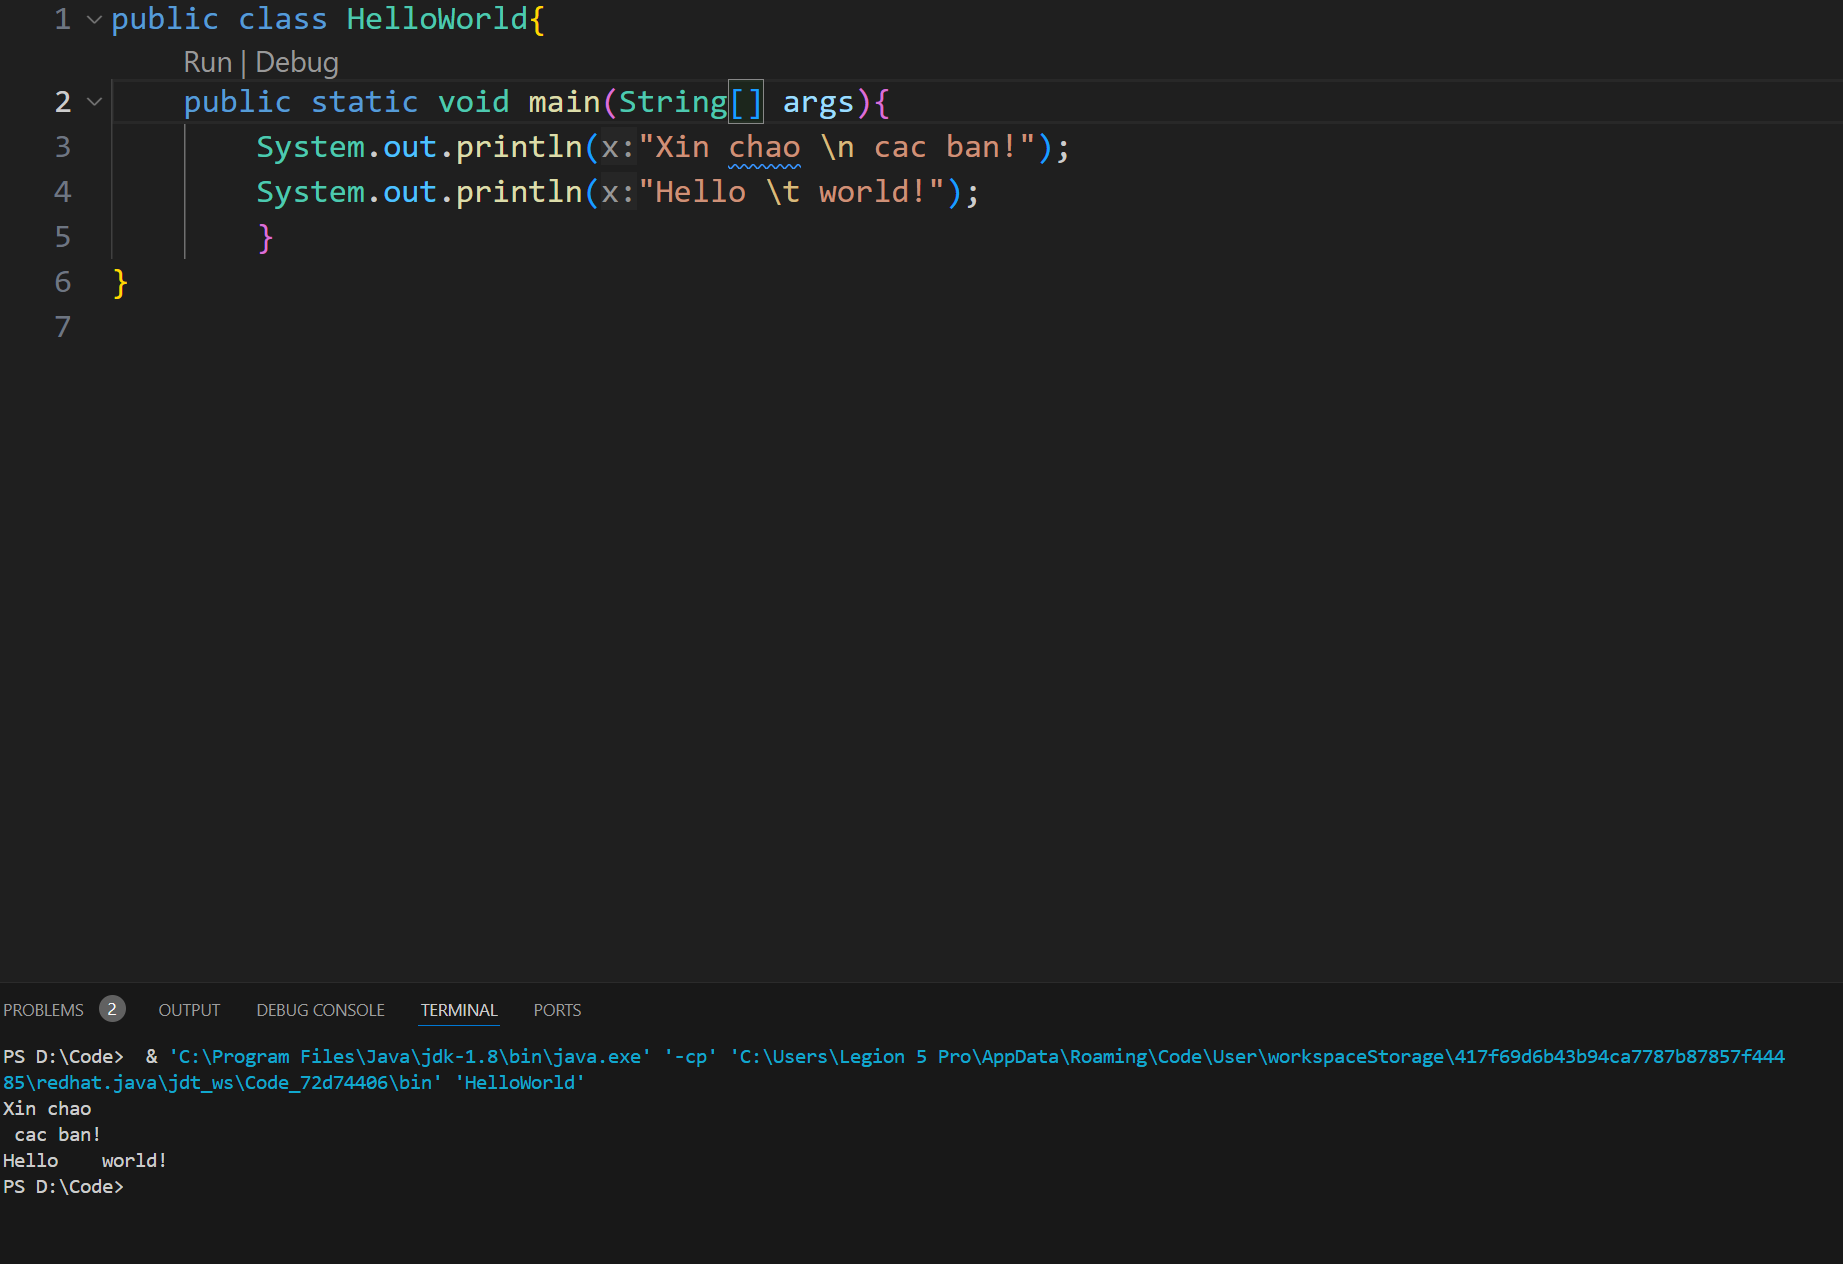 1 public class HelloWorld{
Run | Debug
2 public static void main(String[] args){
3 System.out.println(x:"Xin chao \n cac ban!");
4 System.out.println(x:"Hello \t world!");
5 }
6 }
7
PROBLEMS 2 OUTPUT DEBUG CONSOLE TERMINAL PORTS
PS D:\Code>  & 'C:\Program Files\Java\jdk-1.8\bin\java.exe' '-cp' 'C:\Users\Legion 5 Pro\AppData\Roaming\Code\User\workspaceStorage\417f69d6b43b94ca7787b87857f444
85\redhat.java\jdt_ws\Code_72d74406\bin' 'HelloWorld'
Xin chao
 cac ban!
Hello    world!
PS D:\Code>